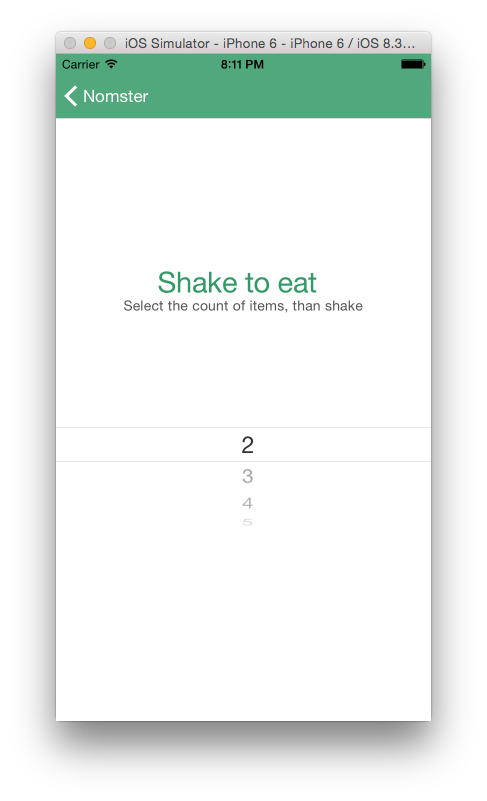 iOS Simulator - iPhone 6 - iPhone 6 / iOS 8.3...
Carrier 8:11 PM
Nomster
Shake to eat
Select the count of items, than shake
2
3
4
5